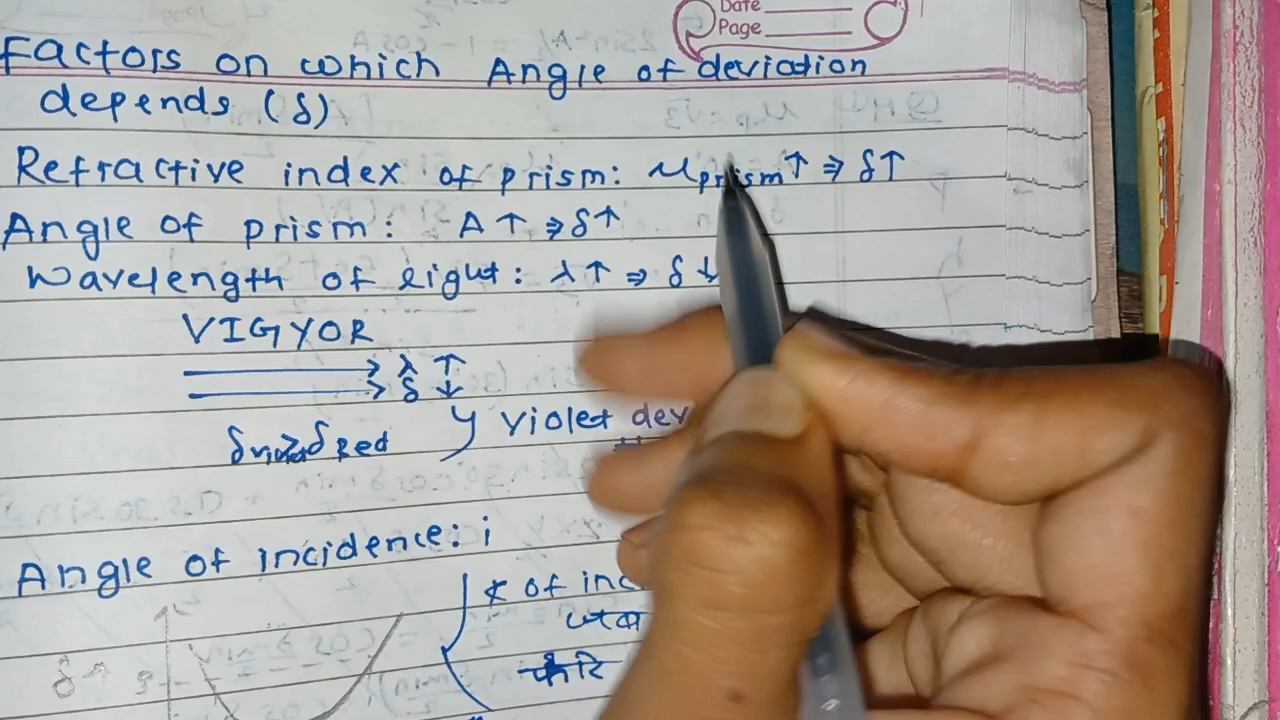 Date
Page
Factors on which Angle of deviation
depends (δ)
Refractive index of prism: μprism↑ ⇒ δ↑
Angle of prism: A↑ ⇒ δ↑
Wavelength of light: λ↑ ⇒ δ↓
VIGYOR
→ λ ↑
→ δ ↓
δ > δRed } Violet dev
Angle of incidence: i
∠ of inc
δ↑